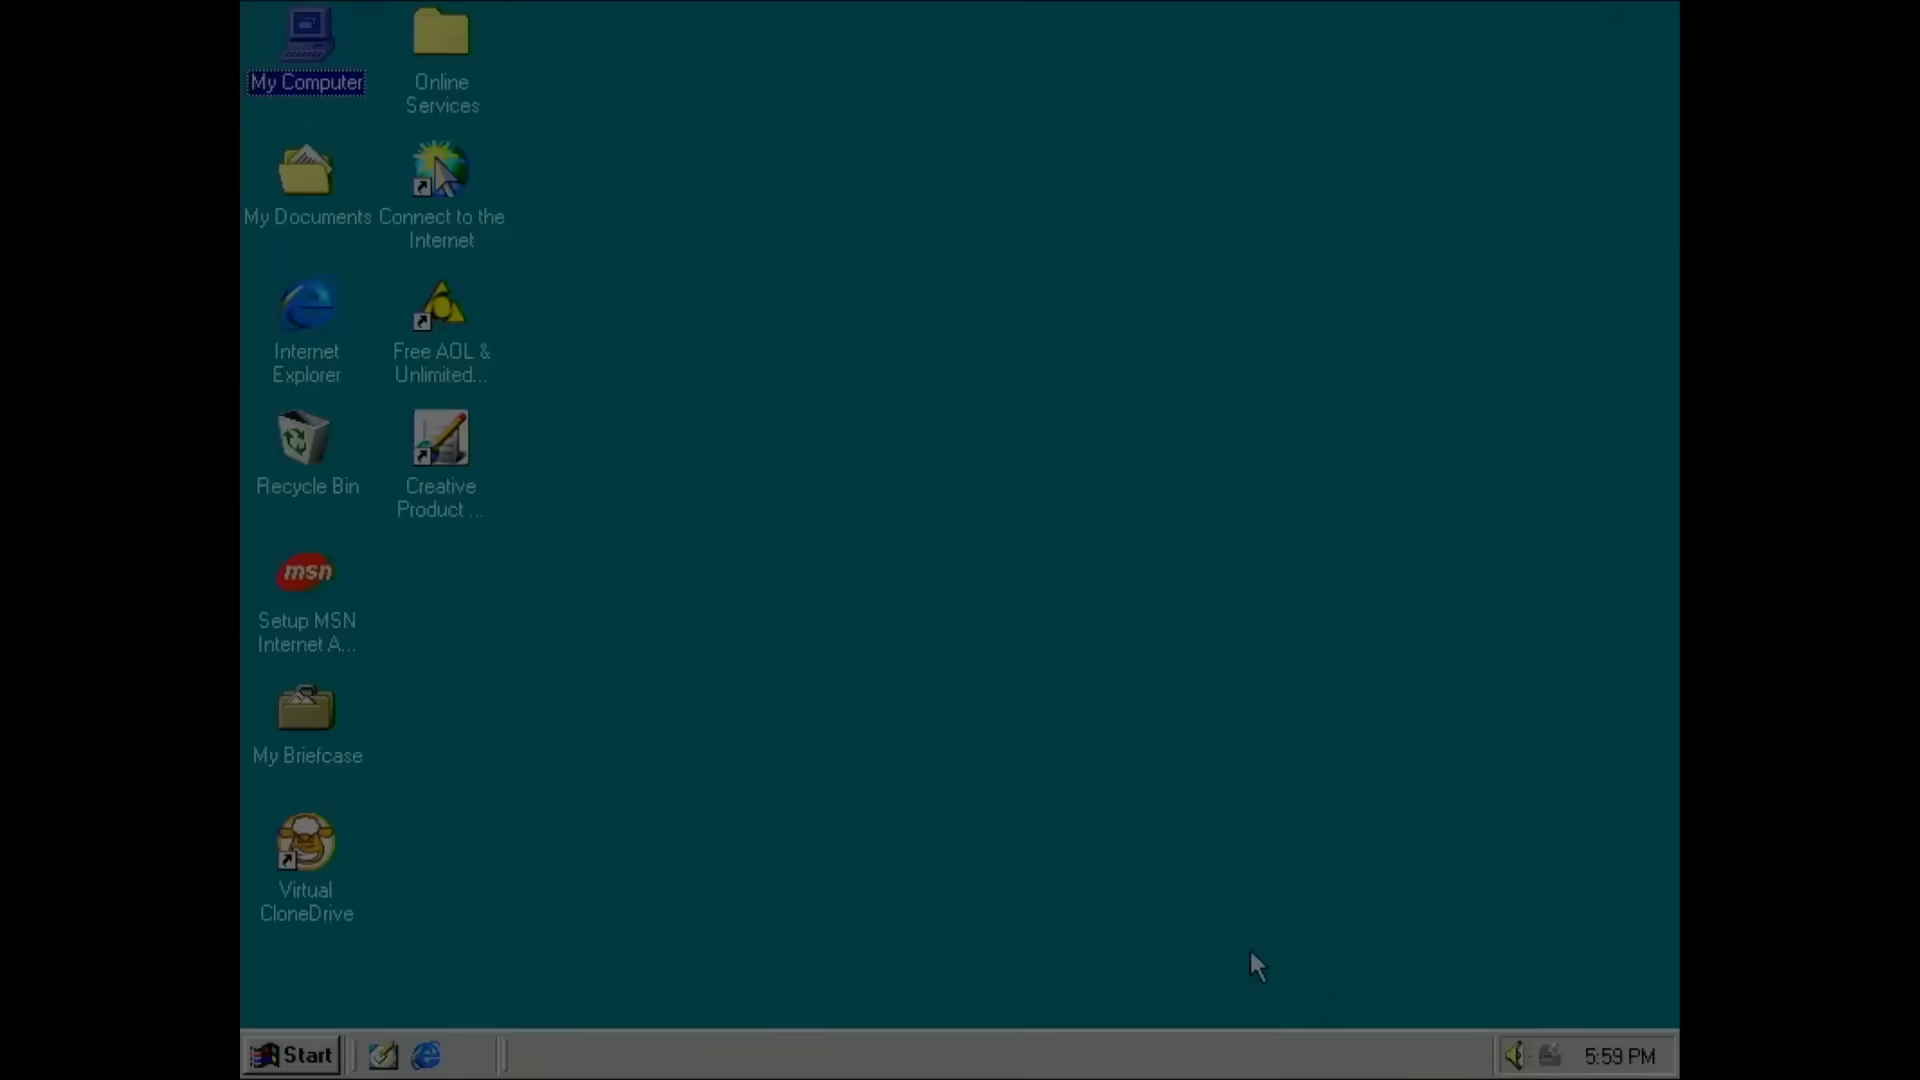 My Computer
Online
Services
My Documents
Connect to the
Internet
Internet
Explorer
Free AOL &
Unlimited...
Recycle Bin
Creative
Product ...
msn
Setup MSN
Internet A...
My Briefcase
Virtual
CloneDrive
Start
5:59 PM